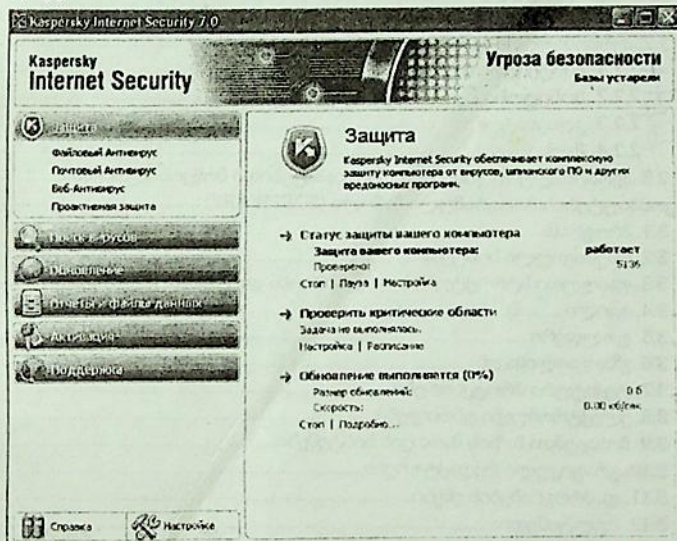 Kaspersky Internet Security 7.0
Kaspersky
Internet Security
Угроза безопасности
Базы устарели
Защита
Файловый Антивирус
Почтовый Антивирус
Веб-Антивирус
Проактивная защита
Поиск вирусов
Обновление
Отчеты и файлы данных
Активация
Поддержка
Справка
Настройка
Защита
Kaspersky Internet Security обеспечивает комплексную
защиту компьютера от вирусов, шпионского ПО и других
вредоносных программ.
Статус защиты вашего компьютера
Защита вашего компьютера: работает
Проверено: 5136
Стоп | Пауза | Настройка
Проверить критические области
Задача не выполнялась.
Настройка | Расписание
Обновление выполняется (0%)
Размер обновлений: 0 б
Скорость: 0.00 кб/сек
Стоп | Подробно...